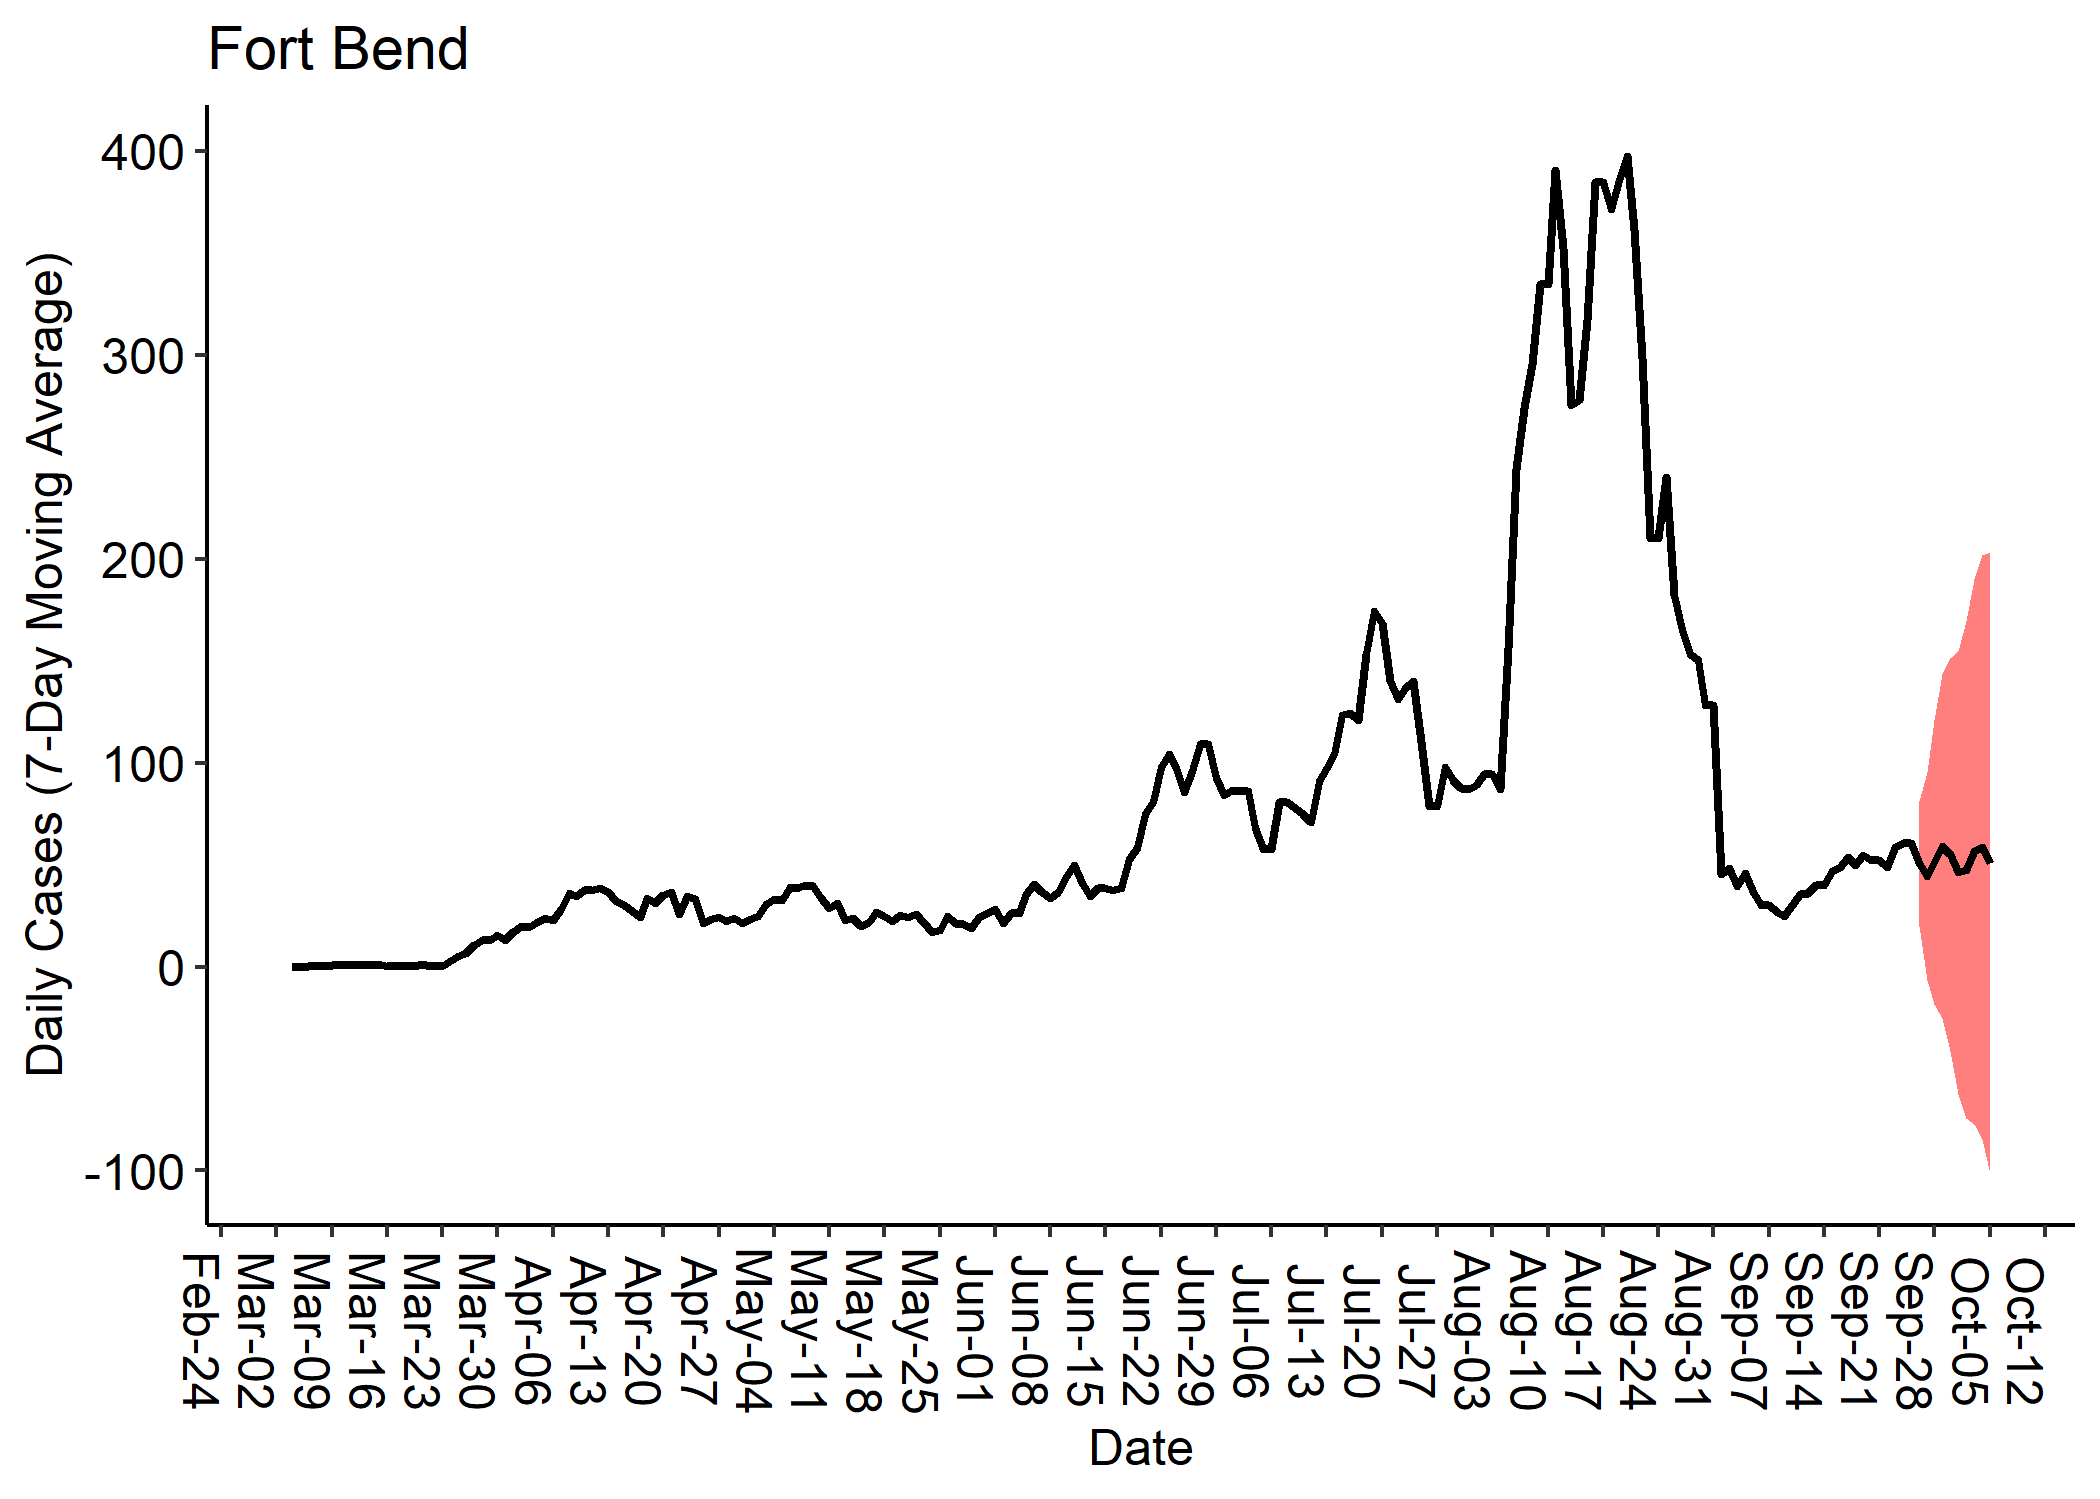 Fort Bend
Daily Cases (7-Day Moving Average)
400
300
200
100
0
-100
Feb-24
Mar-02
Mar-09
Mar-16
Mar-23
Mar-30
Apr-06
Apr-13
Apr-20
Apr-27
May-04
May-11
May-18
May-25
Jun-01
Jun-08
Jun-15
Jun-22
Jun-29
Jul-06
Jul-13
Jul-20
Jul-27
Aug-03
Aug-10
Aug-17
Aug-24
Aug-31
Sep-07
Sep-14
Sep-21
Sep-28
Oct-05
Oct-12
Date